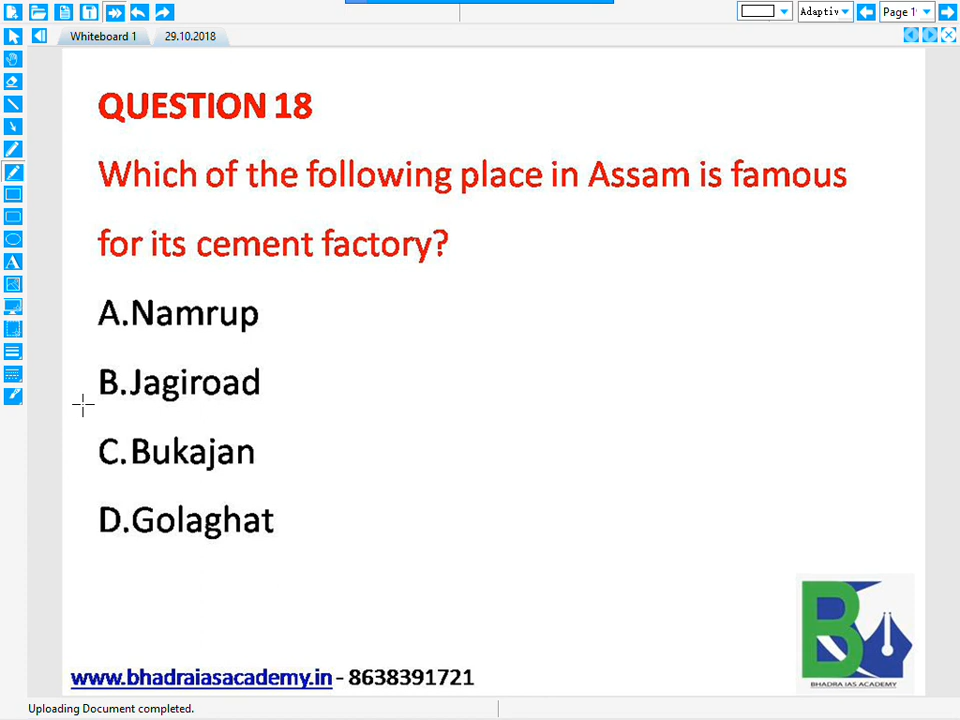 Adaptiv
Page 1
Whiteboard 1
29.10.2018
QUESTION 18
Which of the following place in Assam is famous
for its cement factory?
A.Namrup
B.Jagiroad
C.Bukajan
D.Golaghat
BHADRA IAS ACADEMY
www.bhadraiasacademy.in - 8638391721
Uploading Document completed.